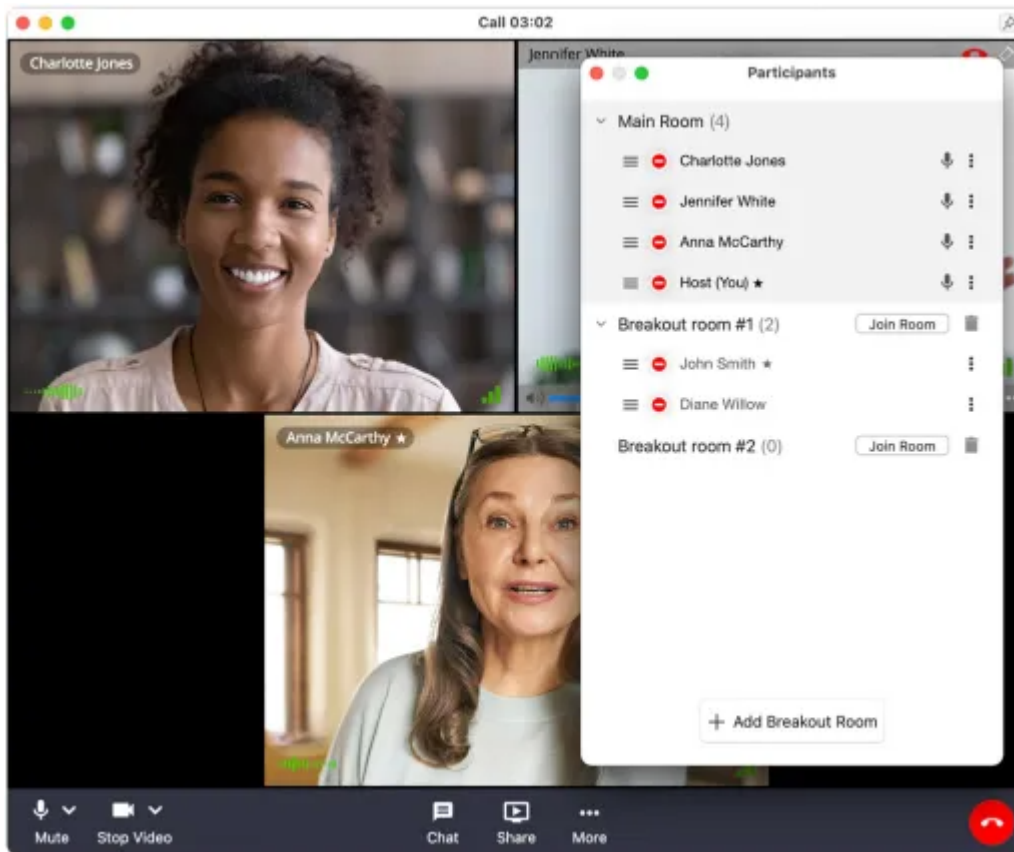 Call 03:02
Charlotte Jones
Jennifer White
Participants
Main Room (4)
Charlotte Jones
Jennifer White
Anna McCarthy
Host (You) ★
Breakout room #1 (2) Join Room
John Smith ★
Diane Willow
Breakout room #2 (0) Join Room
+ Add Breakout Room
Anna McCarthy ★
Mute Stop Video Chat Share More